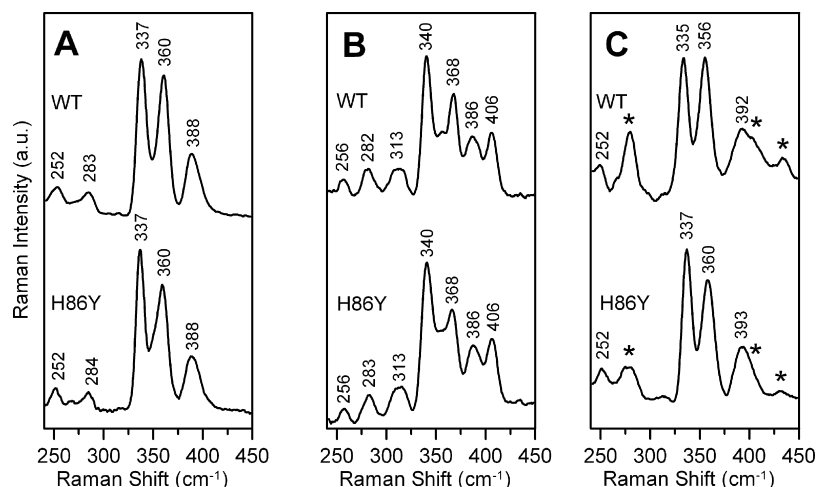 A
B
C
337
360
WT
252
283
388
337
360
H86Y
252
284
388
340
368
WT
256
282
313
386
406
340
368
H86Y
256
283
313
386
406
335
356
WT
252
*
392
*
*
337
360
H86Y
252
*
393
*
*
Raman Intensity (a.u.)
250 300 350 400 450
250 300 350 400 450
250 300 350 400 450
Raman Shift (cm⁻¹)
Raman Shift (cm⁻¹)
Raman Shift (cm⁻¹)